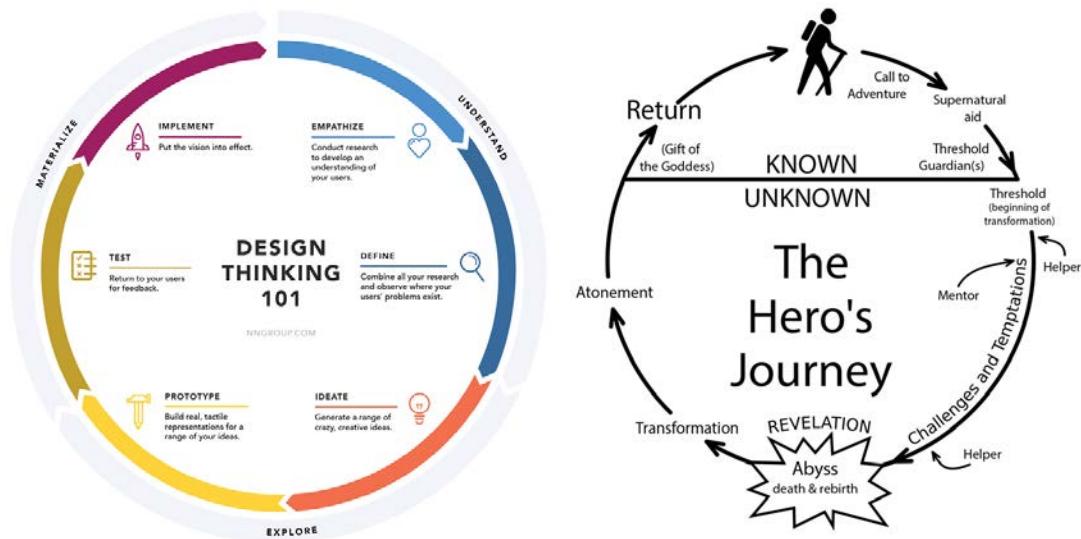 UNDERSTAND
EXPLORE
MATERIALIZE
EMPATHIZE
Conduct research
to develop an
understanding of
your users.
DEFINE
Combine all your research
and observe where your
users' problems exist.
IDEATE
Generate a range of
crazy, creative ideas.
PROTOTYPE
Build real, tactile
representations for a
range of your ideas.
TEST
Return to your users
for feedback.
IMPLEMENT
Put the vision into effect.
DESIGN
THINKING
101
NNGROUP.COM
Call to
Adventure
Supernatural
aid
Threshold
Guardian(s)
Threshold
(beginning of
transformation)
Helper
Mentor
Challenges and Temptations
Helper
REVELATION
Abyss
death & rebirth
Transformation
Atonement
Return
(Gift of
the Goddess)
KNOWN
UNKNOWN
The
Hero's
Journey